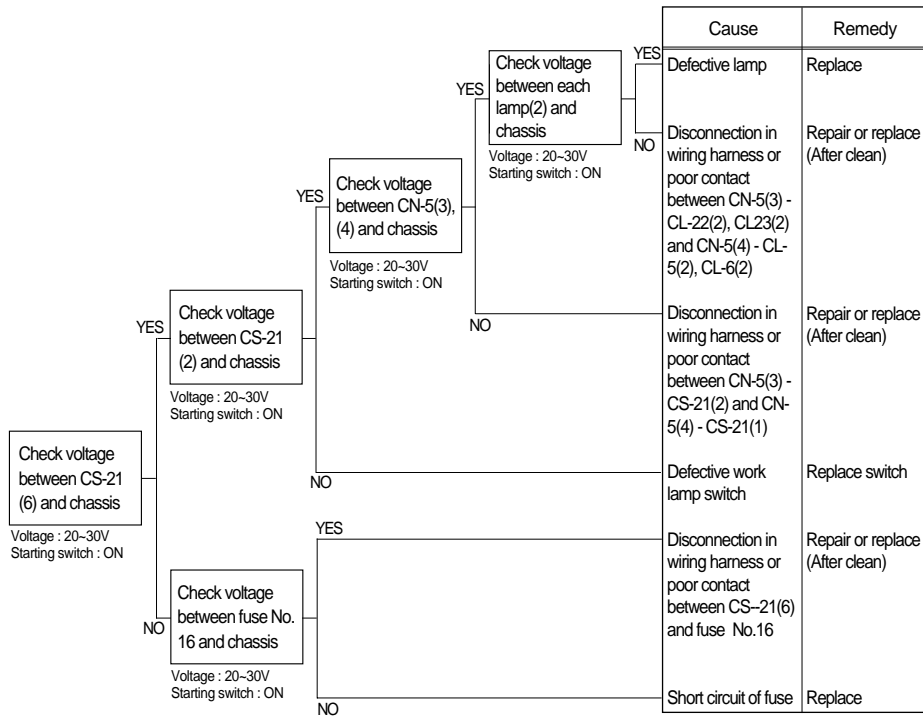 Cause
Remedy
YES
Defective lamp
Replace
Check voltage
between each
lamp(2) and
chassis
YES
NO
Disconnection in
wiring harness or
poor contact
between CN-5(3) -
CL-22(2), CL23(2)
and CN-5(4) - CL-
5(2), CL-6(2)
Repair or replace
(After clean)
Voltage : 20~30V
Starting switch : ON
Check voltage
between CN-5(3),
(4) and chassis
YES
Voltage : 20~30V
Starting switch : ON
NO
Disconnection in
wiring harness or
poor contact
between CN-5(3) -
CS-21(2) and CN-
5(4) - CS-21(1)
Repair or replace
(After clean)
Check voltage
between CS-21
(2) and chassis
YES
Voltage : 20~30V
Starting switch : ON
NO
Defective work
lamp switch
Replace switch
Check voltage
between CS-21
(6) and chassis
Voltage : 20~30V
Starting switch : ON
YES
Disconnection in
wiring harness or
poor contact
between CS--21(6)
and fuse No.16
Repair or replace
(After clean)
Check voltage
between fuse No.
16 and chassis
NO
Voltage : 20~30V
Starting switch : ON
NO
Short circuit of fuse
Replace